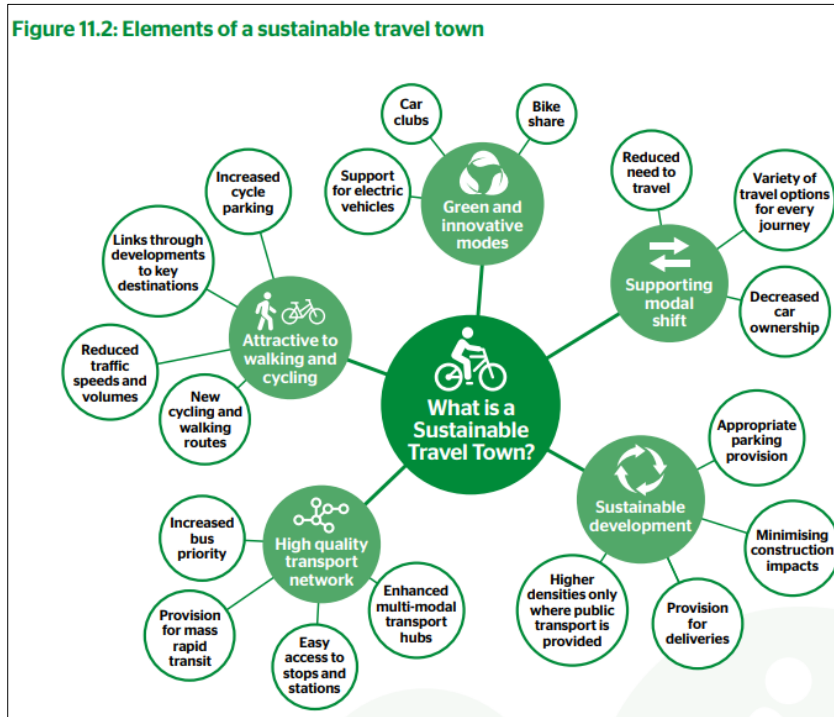 Figure 11.2: Elements of a sustainable travel town
Car
clubs
Bike
share
Support
for electric
vehicles
Green and
innovative
modes
Reduced
need to
travel
Variety of
travel options
for every
journey
Supporting
modal
shift
Decreased
car
ownership
Increased
cycle
parking
Links through
developments
to key
destinations
Attractive to
walking and
cycling
Reduced
traffic
speeds and
volumes
New
cycling and
walking
routes
What is a
Sustainable
Travel Town?
Appropriate
parking
provision
Sustainable
development
Minimising
construction
impacts
Higher
densities only
where public
transport is
provided
Provision
for
deliveries
Increased
bus
priority
High quality
transport
network
Provision
for mass
rapid
transit
Easy
access to
stops and
stations
Enhanced
multi-modal
transport
hubs